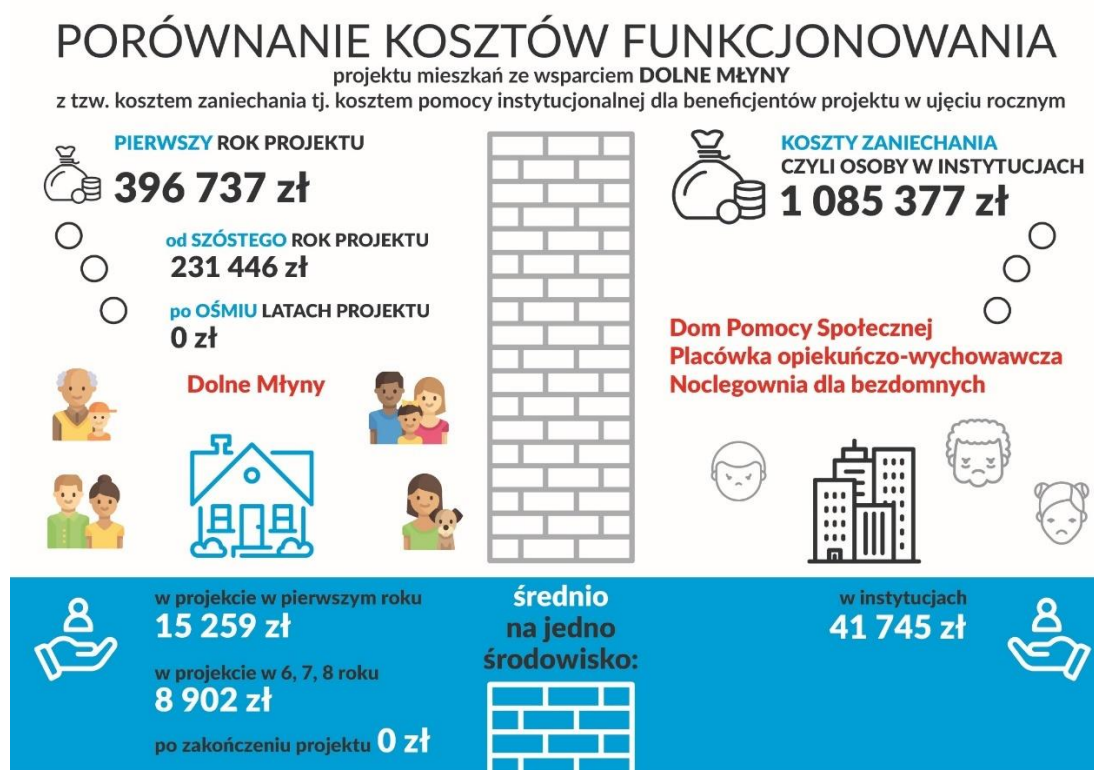 PORÓWNANIE KOSZTÓW FUNKCJONOWANIA
projektu mieszkań ze wsparciem DOLNE MŁYNY
z tzw. kosztem zaniechania tj. kosztem pomocy instytucjonalnej dla beneficjentów projektu w ujęciu rocznym
PIERWSZY ROK PROJEKTU
396 737 zł
od SZÓSTEGO ROK PROJEKTU
231 446 zł
po OŚMIU LATACH PROJEKTU
0 zł
Dolne Młyny
KOSZTY ZANIECHANIA
CZYLI OSOBY W INSTYTUCJACH
1 085 377 zł
Dom Pomocy Społecznej
Placówka opiekuńczo-wychowawcza
Noclegownia dla bezdomnych
średnio
na jedno
środowisko:
w projekcie w pierwszym roku
15 259 zł
w projekcie w 6, 7, 8 roku
8 902 zł
po zakończeniu projektu 0 zł
w instytucjach
41 745 zł